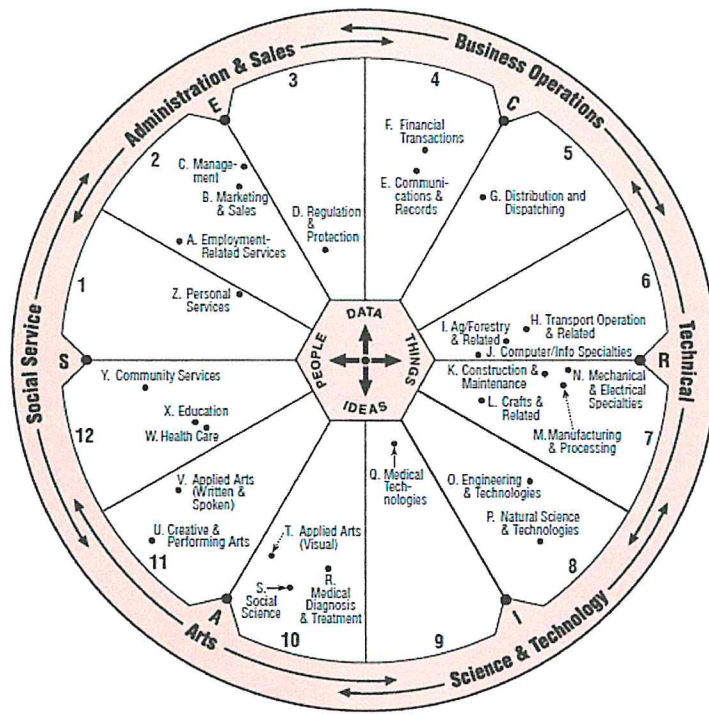 Administration & Sales
Business Operations
Technical
Science & Technology
Arts
Social Service
E
C
R
I
A
S
3
4
2
5
1
6
12
7
11
8
10
9
F. Financial
Transactions
C. Manage-
ment
E. Communi-
cations &
Records
B. Marketing
& Sales
G. Distribution and
Dispatching
D. Regulation
&
Protection
A. Employment-
Related Services
Z. Personal
Services
DATA
THINGS
IDEAS
PEOPLE
I. Ag/Forestry
& Related
H. Transport Operation
& Related
J. Computer/Info Specialties
Y. Community Services
K. Construction &
Maintenance
N. Mechanical
& Electrical
Specialties
L. Crafts &
Related
X. Education
W. Health Care
M. Manufacturing
& Processing
V. Applied Arts
(Written &
Spoken)
Q. Medical
Tech-
nologies
O. Engineering
& Technologies
U. Creative &
Performing Arts
T. Applied Arts
(Visual)
P. Natural Science
& Technologies
S.
Social
Science
R.
Medical
Diagnosis
& Treatment